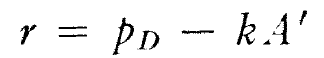 r = p_D − kA′